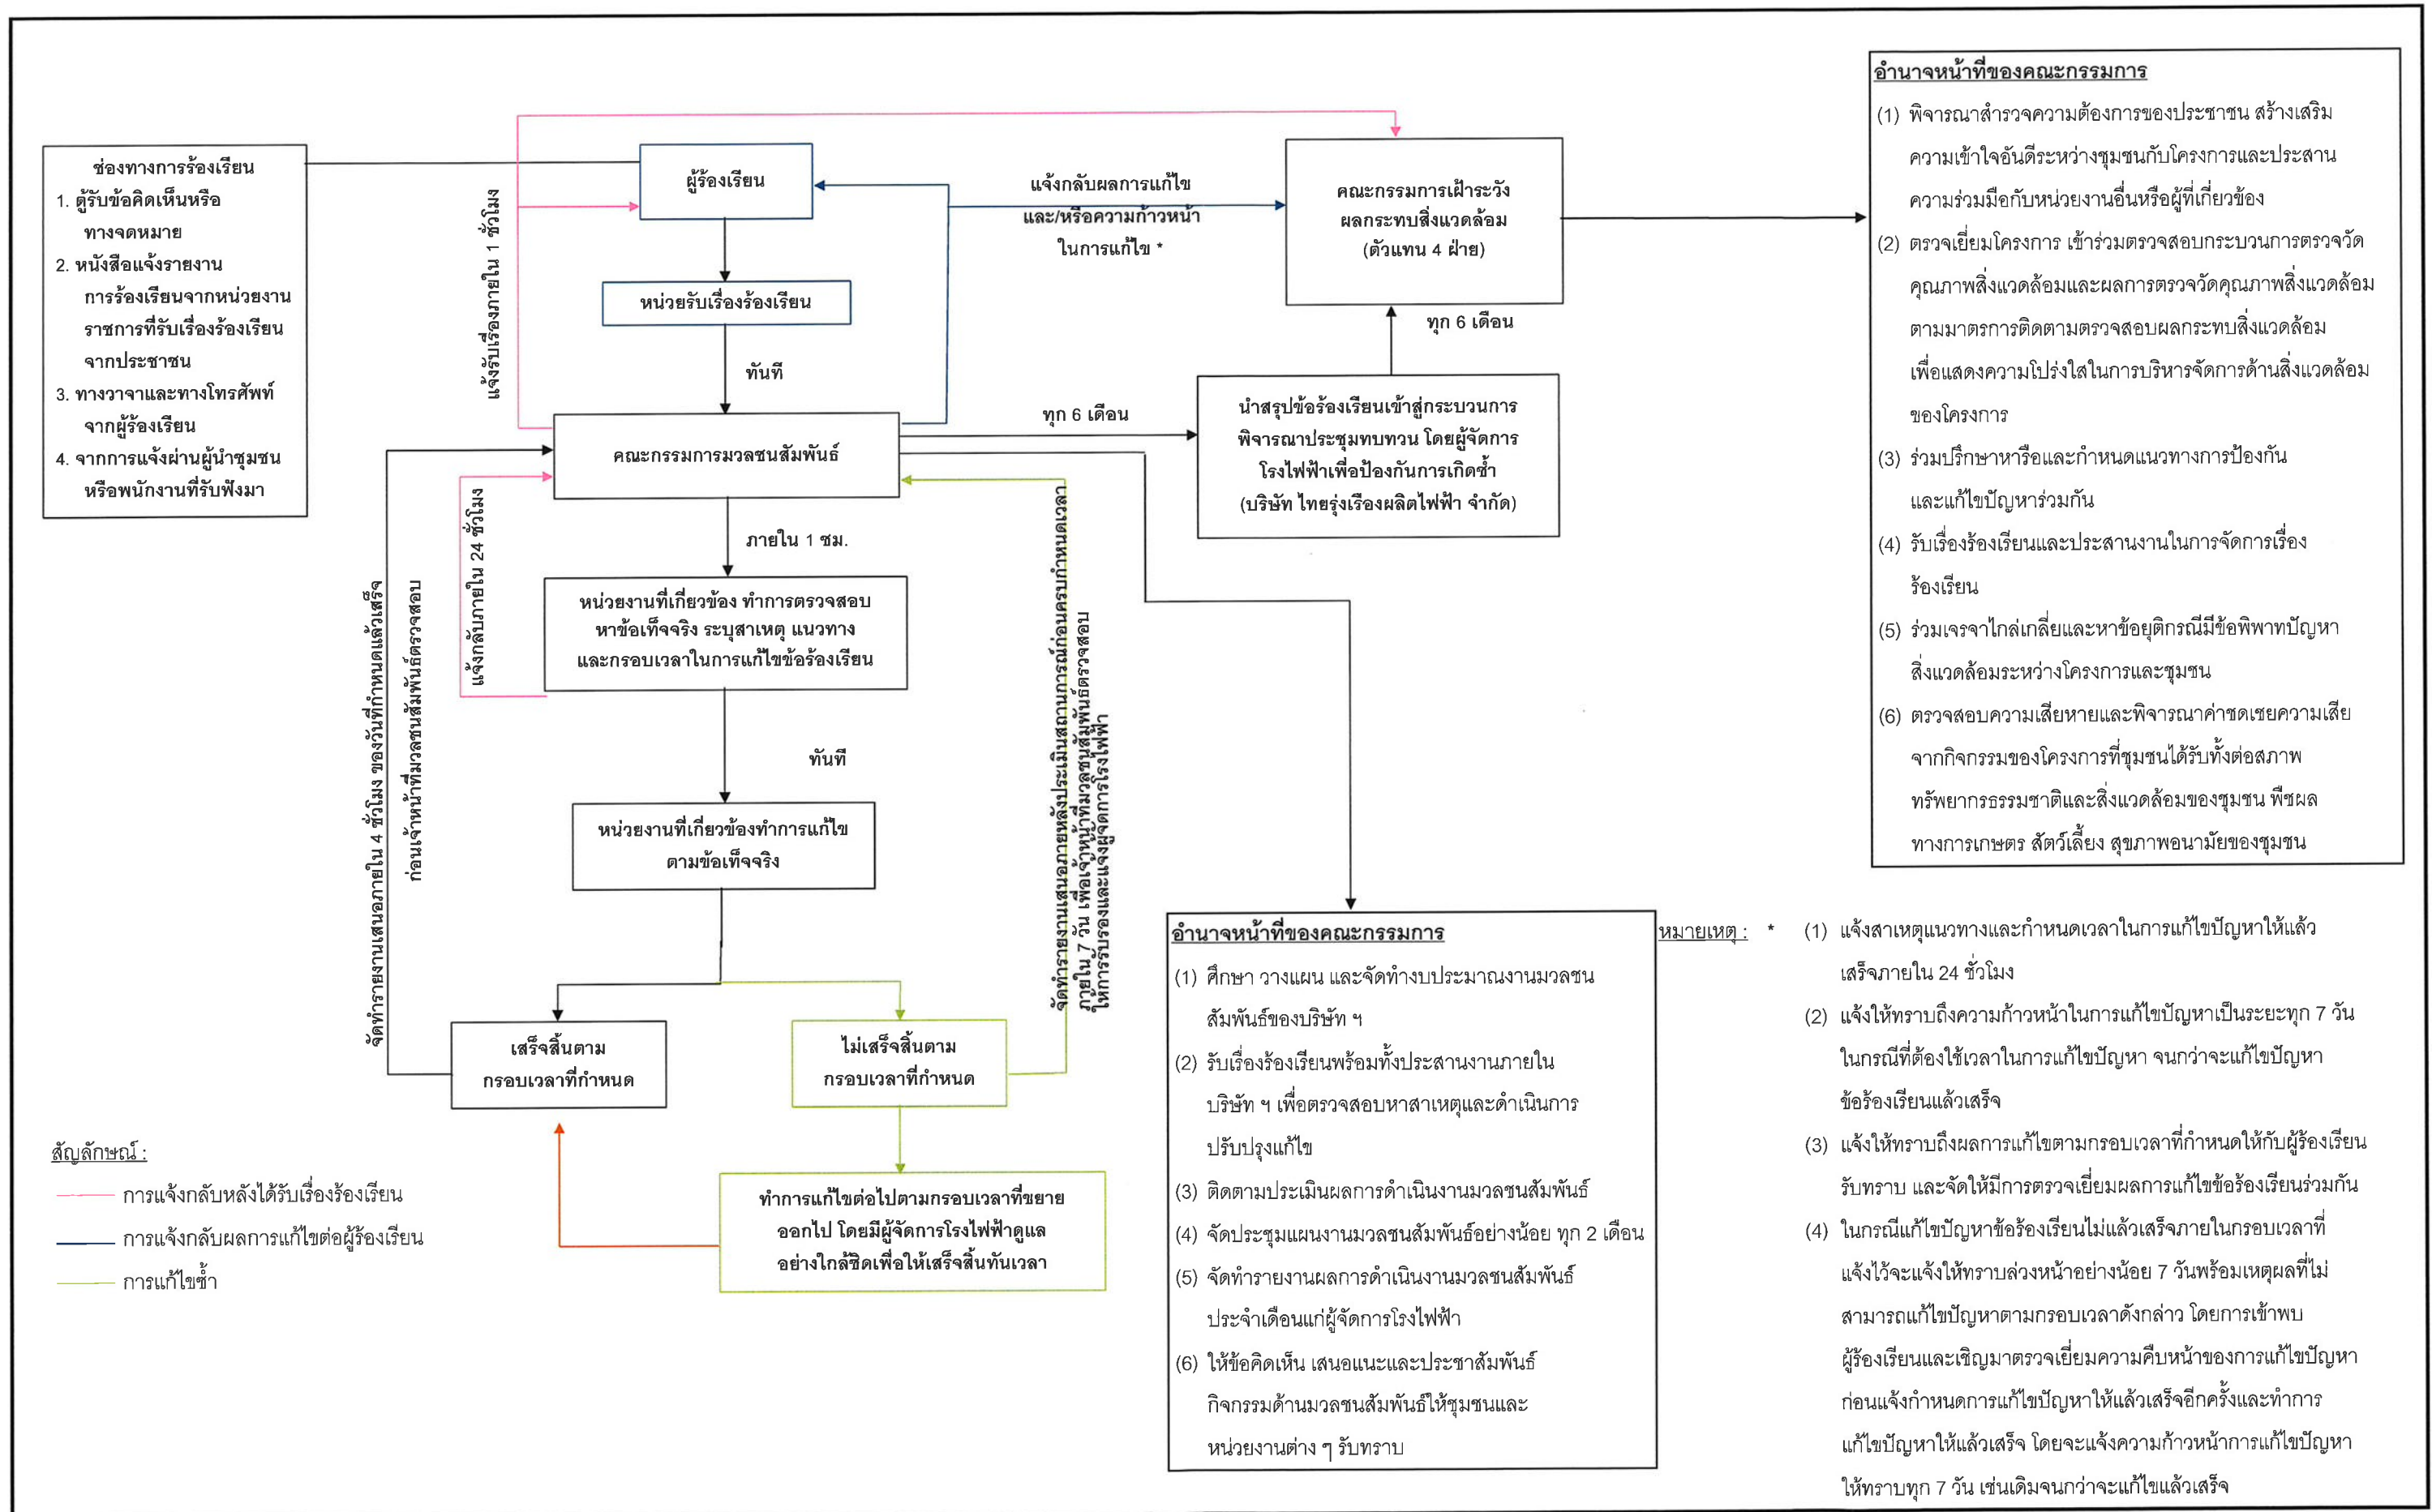 ช่องทางการร้องเรียน
1. ตู้รับข้อคิดเห็นหรือ
ทางจดหมาย
2. หนังสือแจ้งรายงาน
การร้องเรียนจากหน่วยงาน
ราชการที่รับเรื่องร้องเรียน
จากประชาชน
3. ทางวาจาและทางโทรศัพท์
จากผู้ร้องเรียน
4. จากการแจ้งผ่านผู้นำชุมชน
หรือพนักงานที่รับฟังมา
ผู้ร้องเรียน
หน่วยรับเรื่องร้องเรียน
ทันที
แจ้งรับเรื่องภายใน 1 ชั่วโมง
คณะกรรมการมวลชนสัมพันธ์
แจ้งกลับผลการแก้ไข
และ/หรือความก้าวหน้า
ในการแก้ไข *
คณะกรรมการเฝ้าระวัง
ผลกระทบสิ่งแวดล้อม
(ตัวแทน 4 ฝ่าย)
ทุก 6 เดือน
ทุก 6 เดือน
นำสรุปข้อร้องเรียนเข้าสู่กระบวนการ
พิจารณาประชุมทบทวน โดยผู้จัดการ
โรงไฟฟ้าเพื่อป้องกันการเกิดซ้ำ
(บริษัท ไทยรุ่งเรืองผลิตไฟฟ้า จำกัด)
ภายใน 1 ชม.
แจ้งกลับภายใน 24 ชั่วโมง
หน่วยงานที่เกี่ยวข้อง ทำการตรวจสอบ
หาข้อเท็จจริง ระบุสาเหตุ แนวทาง
และกรอบเวลาในการแก้ไขข้อร้องเรียน
ทันที
หน่วยงานที่เกี่ยวข้องทำการแก้ไข
ตามข้อเท็จจริง
จัดทำรายงานเสนอภายใน 4 ชั่วโมง ของวันที่กำหนดแล้วเสร็จ
ก่อนเจ้าหน้าที่มวลชนสัมพันธ์ตรวจสอบ
จัดทำรายงานเสนอภายหลังประเมินสถานการณ์ก่อนครบกำหนดเวลา
ภายใน 7 วัน เพื่อเจ้าหน้าที่มวลชนสัมพันธ์ตรวจสอบ
ให้การรับรองและแจ้งผู้จัดการโรงไฟฟ้า
เสร็จสิ้นตาม
กรอบเวลาที่กำหนด
ไม่เสร็จสิ้นตาม
กรอบเวลาที่กำหนด
ทำการแก้ไขต่อไปตามกรอบเวลาที่ขยาย
ออกไป โดยมีผู้จัดการโรงไฟฟ้าดูแล
อย่างใกล้ชิดเพื่อให้เสร็จสิ้นทันเวลา
สัญลักษณ์ :
การแจ้งกลับหลังได้รับเรื่องร้องเรียน
การแจ้งกลับผลการแก้ไขต่อผู้ร้องเรียน
การแก้ไขซ้ำ
อำนาจหน้าที่ของคณะกรรมการ
(1) พิจารณาสำรวจความต้องการของประชาชน สร้างเสริม
ความเข้าใจอันดีระหว่างชุมชนกับโครงการและประสาน
ความร่วมมือกับหน่วยงานอื่นหรือผู้ที่เกี่ยวข้อง
(2) ตรวจเยี่ยมโครงการ เข้าร่วมตรวจสอบกระบวนการตรวจวัด
คุณภาพสิ่งแวดล้อมและผลการตรวจวัดคุณภาพสิ่งแวดล้อม
ตามมาตรการติดตามตรวจสอบผลกระทบสิ่งแวดล้อม
เพื่อแสดงความโปร่งใสในการบริหารจัดการด้านสิ่งแวดล้อม
ของโครงการ
(3) ร่วมปรึกษาหารือและกำหนดแนวทางการป้องกัน
และแก้ไขปัญหาร่วมกัน
(4) รับเรื่องร้องเรียนและประสานงานในการจัดการเรื่อง
ร้องเรียน
(5) ร่วมเจรจาไกล่เกลี่ยและหาข้อยุติกรณีมีข้อพิพาทปัญหา
สิ่งแวดล้อมระหว่างโครงการและชุมชน
(6) ตรวจสอบความเสียหายและพิจารณาค่าชดเชยความเสีย
จากกิจกรรมของโครงการที่ชุมชนได้รับทั้งต่อสภาพ
ทรัพยากรธรรมชาติและสิ่งแวดล้อมของชุมชน พืชผล
ทางการเกษตร สัตว์เลี้ยง สุขภาพอนามัยของชุมชน
อำนาจหน้าที่ของคณะกรรมการ
(1) ศึกษา วางแผน และจัดทำงบประมาณงานมวลชน
สัมพันธ์ของบริษัท ฯ
(2) รับเรื่องร้องเรียนพร้อมทั้งประสานงานภายใน
บริษัท ฯ เพื่อตรวจสอบหาสาเหตุและดำเนินการ
ปรับปรุงแก้ไข
(3) ติดตามประเมินผลการดำเนินงานมวลชนสัมพันธ์
(4) จัดประชุมแผนงานมวลชนสัมพันธ์อย่างน้อย ทุก 2 เดือน
(5) จัดทำรายงานผลการดำเนินงานมวลชนสัมพันธ์
ประจำเดือนแก่ผู้จัดการโรงไฟฟ้า
(6) ให้ข้อคิดเห็น เสนอแนะและประชาสัมพันธ์
กิจกรรมด้านมวลชนสัมพันธ์ให้ชุมชนและ
หน่วยงานต่าง ๆ รับทราบ
หมายเหตุ : * (1) แจ้งสาเหตุแนวทางและกำหนดเวลาในการแก้ไขปัญหาให้แล้ว
เสร็จภายใน 24 ชั่วโมง
(2) แจ้งให้ทราบถึงความก้าวหน้าในการแก้ไขปัญหาเป็นระยะทุก 7 วัน
ในกรณีที่ต้องใช้เวลาในการแก้ไขปัญหา จนกว่าจะแก้ไขปัญหา
ข้อร้องเรียนแล้วเสร็จ
(3) แจ้งให้ทราบถึงผลการแก้ไขตามกรอบเวลาที่กำหนดให้กับผู้ร้องเรียน
รับทราบ และจัดให้มีการตรวจเยี่ยมผลการแก้ไขข้อร้องเรียนร่วมกัน
(4) ในกรณีแก้ไขปัญหาข้อร้องเรียนไม่แล้วเสร็จภายในกรอบเวลาที่
แจ้งไว้จะแจ้งให้ทราบล่วงหน้าอย่างน้อย 7 วันพร้อมเหตุผลที่ไม่
สามารถแก้ไขปัญหาตามกรอบเวลาดังกล่าว โดยการเข้าพบ
ผู้ร้องเรียนและเชิญมาตรวจเยี่ยมความคืบหน้าของการแก้ไขปัญหา
ก่อนแจ้งกำหนดการแก้ไขปัญหาให้แล้วเสร็จอีกครั้งและทำการ
แก้ไขปัญหาให้แล้วเสร็จ โดยจะแจ้งความก้าวหน้าการแก้ไขปัญหา
ให้ทราบทุก 7 วัน เช่นเดิมจนกว่าจะแก้ไขแล้วเสร็จ